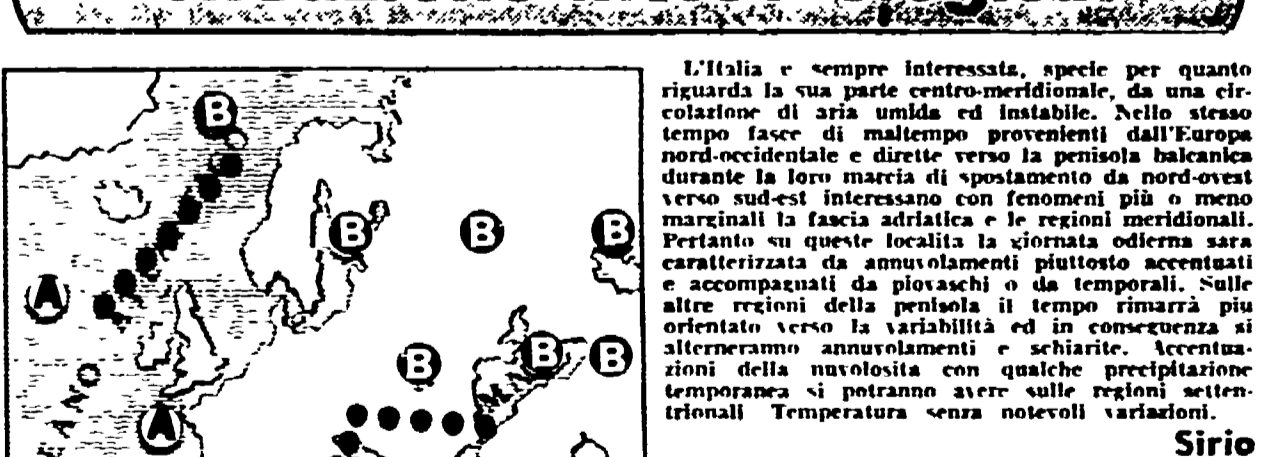 B
B
B
B
A
B
B
B
A
L'Italia e sempre interessata, specie per quanto
riguarda la sua parte centro-meridionale, da una cir-
colazione di aria umida ed instabile. Nello stesso
tempo fasce di maltempo provenienti dall'Europa
nord-occidentale e dirette verso la penisola balcanica
durante la loro marcia di spostamento da nord-ovest
verso sud-est interessano con fenomeni più o meno
marginali la fascia adriatica e le regioni meridionali.
Pertanto su queste localita la giornata odierna sara
caratterizzata da annuvolamenti piuttosto accentuati
e accompagnati da piovaschi o da temporali. Sulle
altre regioni della penisola il tempo rimarrà piu
orientato verso la variabilità ed in conseguenza si
alterneranno annuvolamenti e schiarite. Accentua-
zioni della nuvolosita con qualche precipitazione
temporanea si potranno avere sulle regioni setten-
trionali Temperatura senza notevoli variazioni.
Sirio